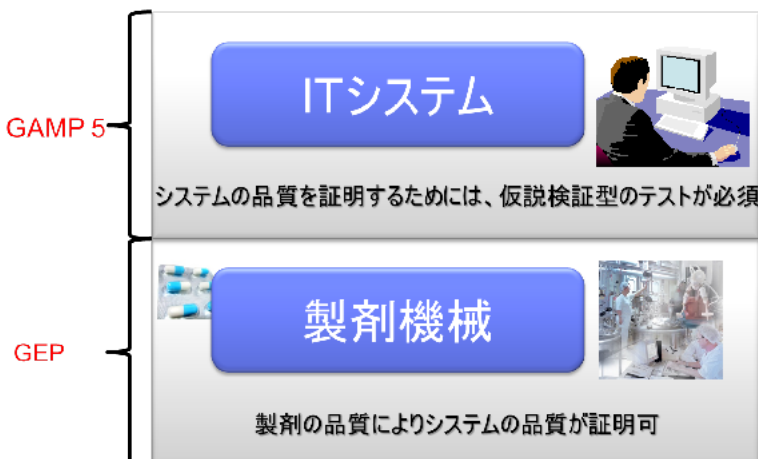 ITシステム
GAMP 5
システムの品質を証明するためには、仮説検証型のテストが必須
製剤機械
GEP
製剤の品質によりシステムの品質が証明可